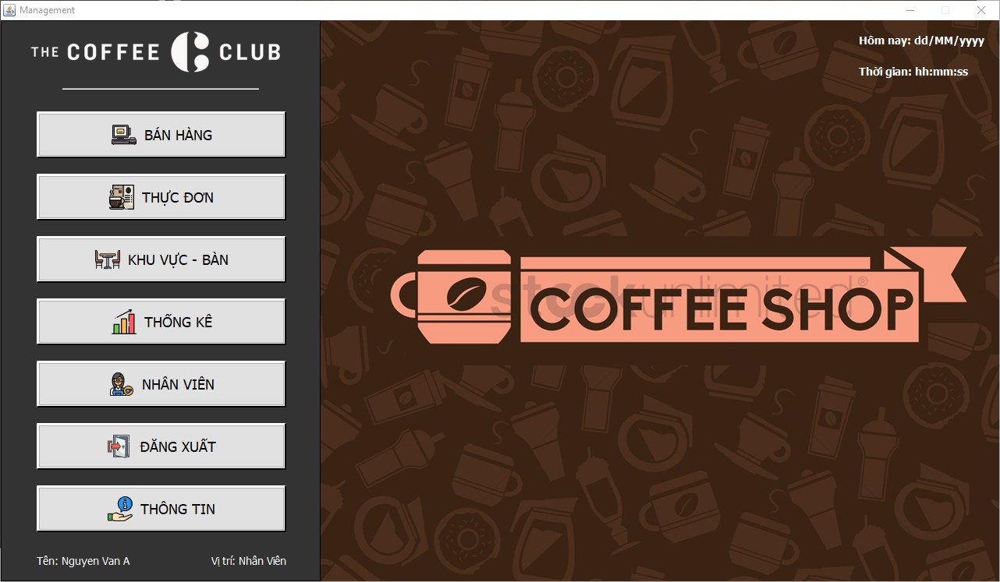 Management
THE COFFEE CLUB
Hôm nay: dd/MM/yyyy
Thời gian: hh:mm:ss
BÁN HÀNG
THỰC ĐƠN
KHU VỰC - BÀN
THỐNG KÊ
NHÂN VIÊN
ĐĂNG XUẤT
THÔNG TIN
Tên: Nguyen Van A
Vị trí: Nhân Viên
stockunlimited®
COFFEE SHOP